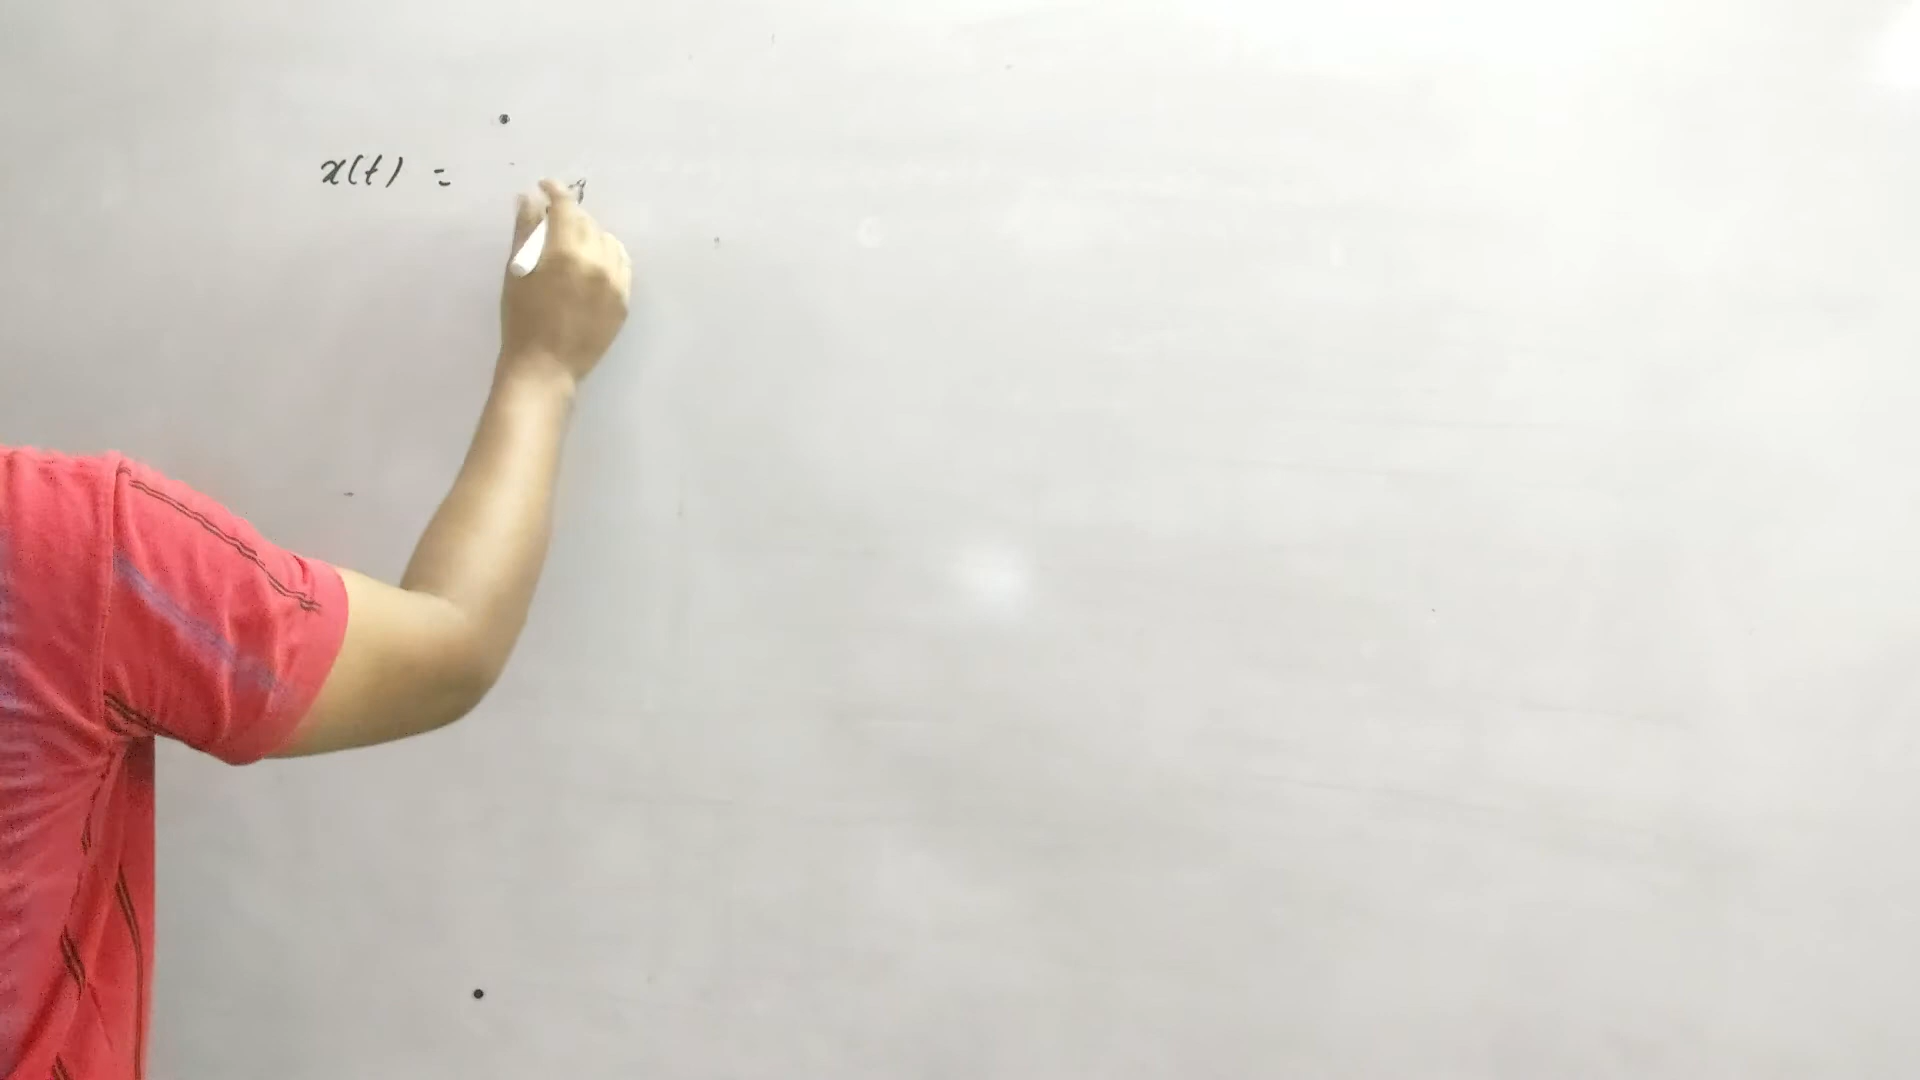 x(t) =